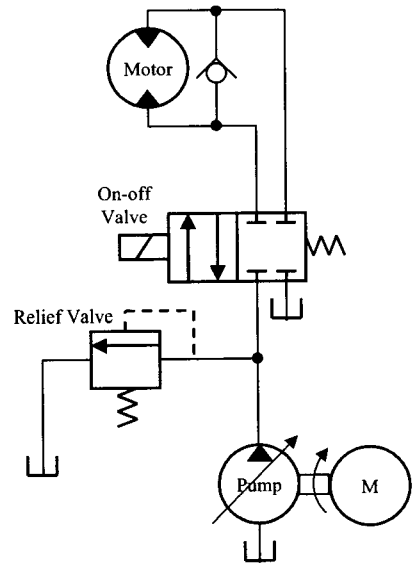 Motor
On-off
Valve
Relief Valve
Pump
M